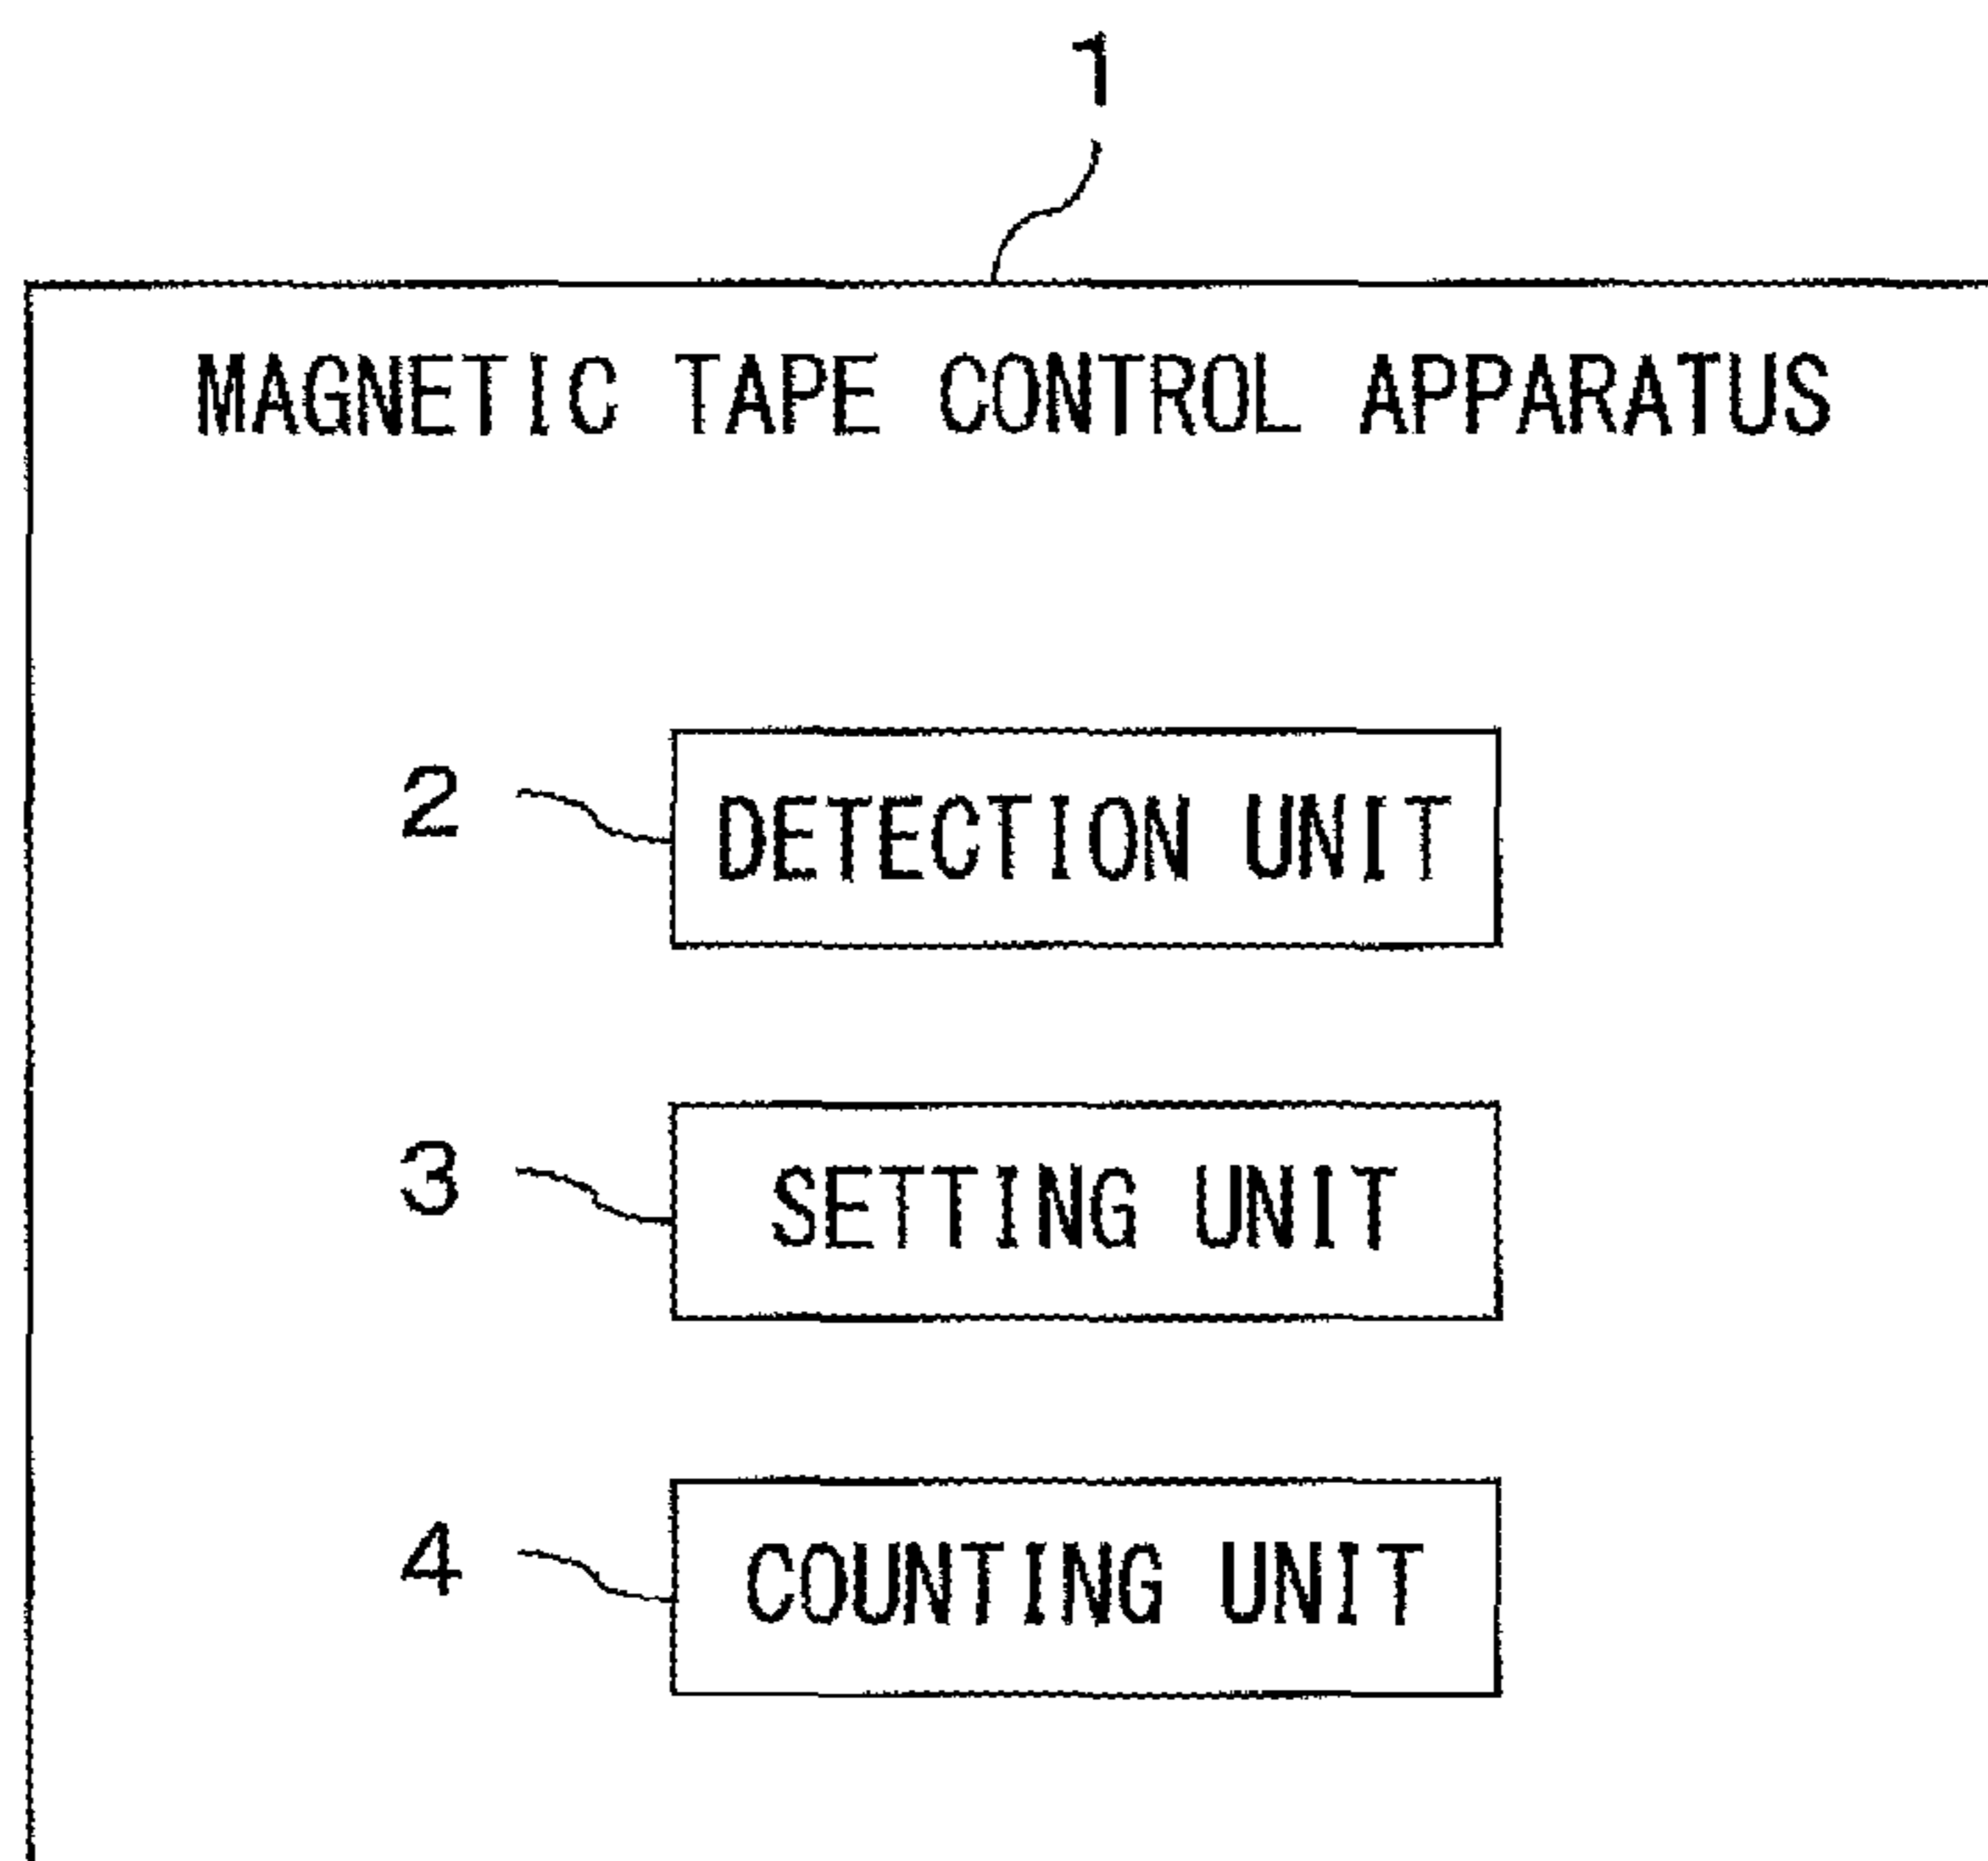 1
MAGNETIC TAPE CONTROL APPARATUS
2 DETECTION UNIT
3 SETTING UNIT
4 COUNTING UNIT